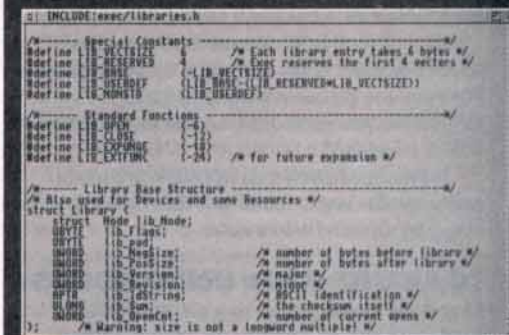 INCLUDE:exec/libraries.h
/*------ Special Constants ---------------------------------------*/
#define LIB_VECTSIZE 6 /* Each library entry takes 6 bytes */
#define LIB_RESERVED 4 /* Exec reserves the first 4 vectors */
#define LIB_BASE (-LIB_VECTSIZE)
#define LIB_USERDEF (LIB_BASE-(LIB_RESERVED*LIB_VECTSIZE))
#define LIB_NONSTD (LIB_USERDEF)
/*------ Standard Functions --------------------------------------*/
#define LIB_OPEN (-6)
#define LIB_CLOSE (-12)
#define LIB_EXPUNGE (-18)
#define LIB_EXTFUNC (-24) /* for future expansion */
/*------ Library Base Structure ----------------------------------*/
/* Also used for Devices and some Resources */
struct Library {
struct Node lib_Node;
UBYTE lib_Flags;
UBYTE lib_pad;
UWORD lib_NegSize; /* number of bytes before library */
UWORD lib_PosSize; /* number of bytes after library */
UWORD lib_Version; /* major */
UWORD lib_Revision; /* minor */
APTR lib_IdString; /* ASCII identification */
ULONG lib_Sum; /* the checksum itself */
UWORD lib_OpenCnt; /* number of current opens */
}; /* Warning: size is not a longword multiple! */